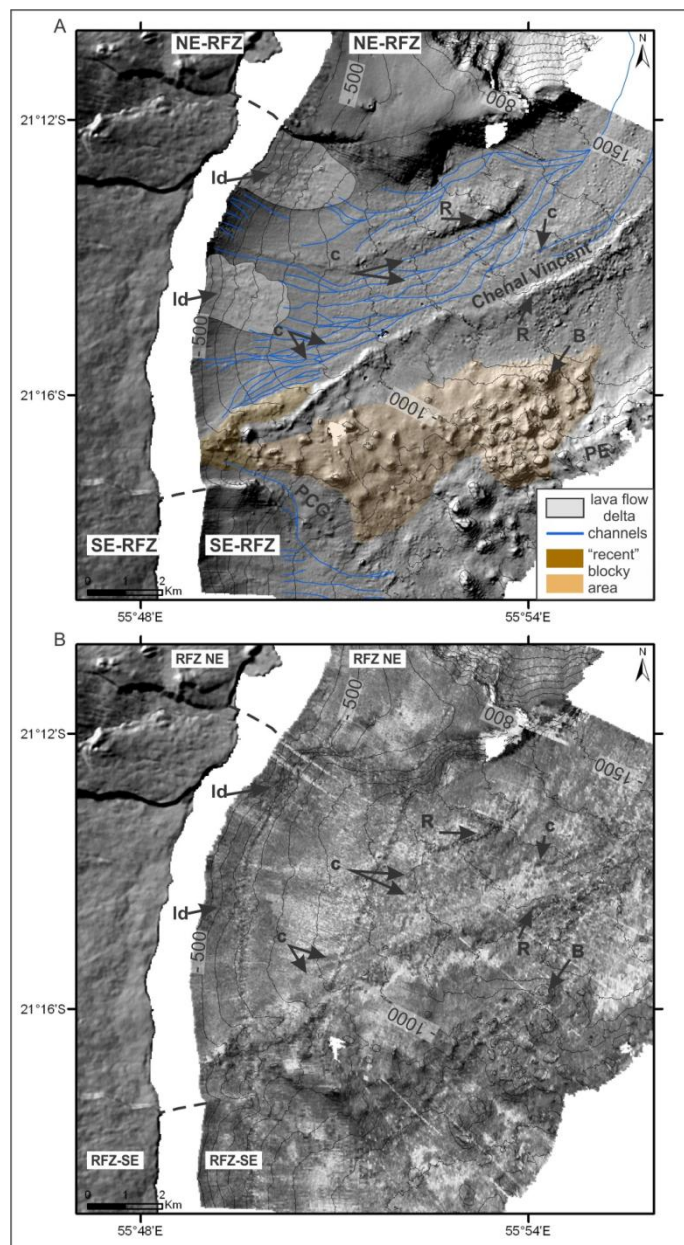 A
NE-RFZ
NE-RFZ
N
- 500
800
21°12'S
- 1500
ld
R
c
c
Chenal Vincent
ld
- 500
R
B
c
21°16'S
- 1000
PE
PCG
lava flow
delta
channels
"recent"
blocky
area
SE-RFZ
SE-RFZ
0 1 2
Km
55°48'E
55°54'E
B
RFZ NE
RFZ NE
N
- 500
21°12'S
800
- 1500
ld
R
c
c
ld
- 500
R
B
c
21°16'S
- 1000
RFZ-SE
RFZ-SE
0 1 2
Km
55°48'E
55°54'E